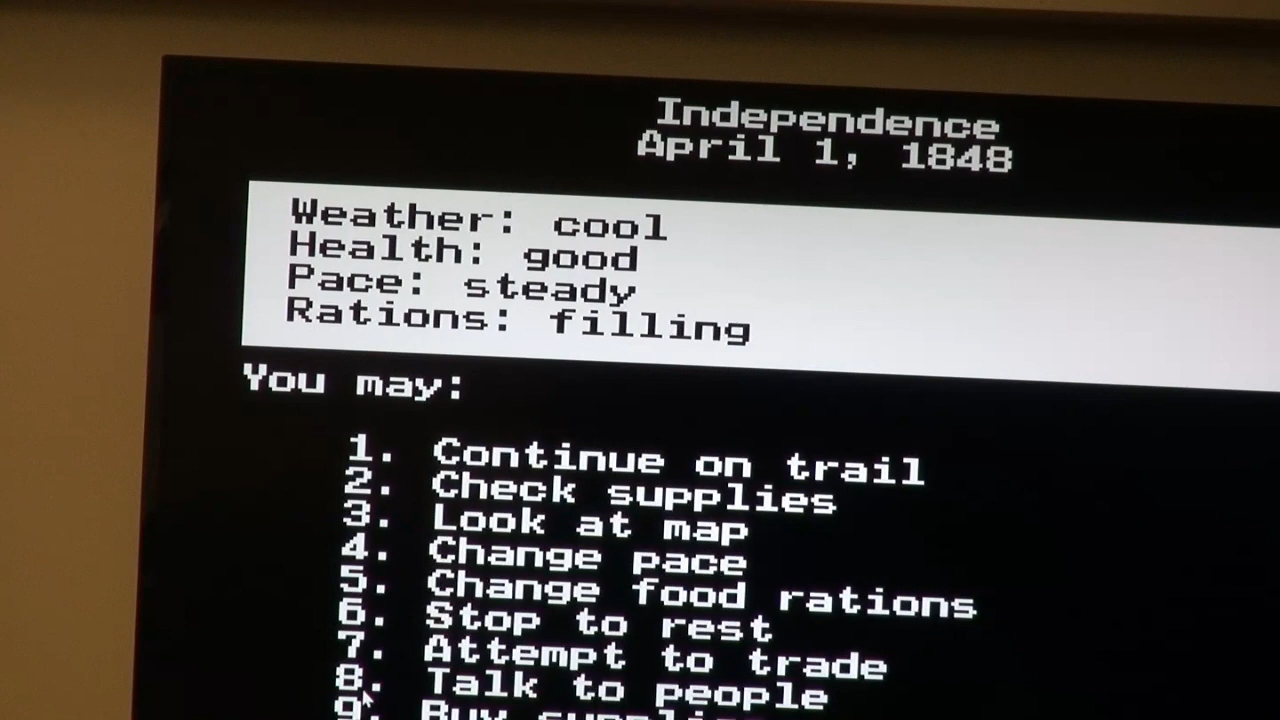 Independence
April 1, 1848
Weather: cool
Health: good
Pace: steady
Rations: filling
You may:
1. Continue on trail
2. Check supplies
3. Look at map
4. Change pace
5. Change food rations
6. Stop to rest
7. Attempt to trade
8. Talk to people
9. Buy